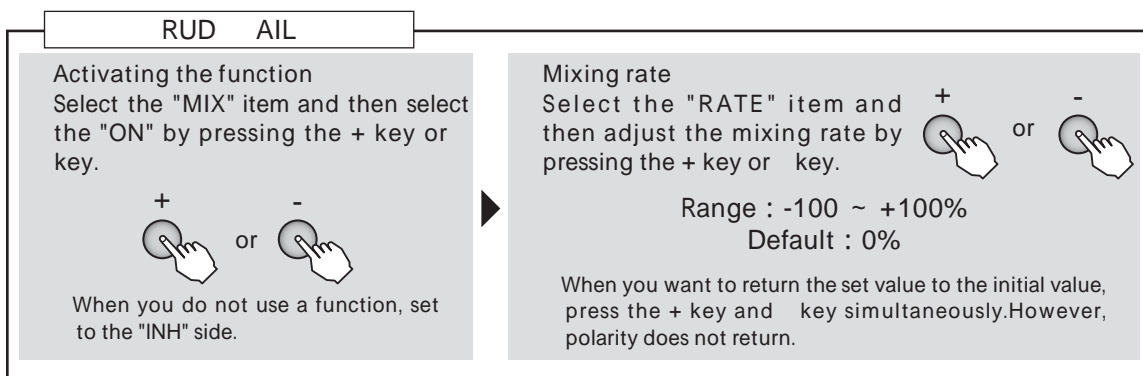 RUD AIL
Activating the function
Select the "MIX" item and then select
the "ON" by pressing the + key or
key.
+ -
or
When you do not use a function, set
to the "INH" side.
Mixing rate
Select the "RATE" item and
then adjust the mixing rate by
pressing the + key or key.
+ -
or
Range : -100 ~ +100%
Default : 0%
When you want to return the set value to the initial value,
press the + key and key simultaneously.However,
polarity does not return.